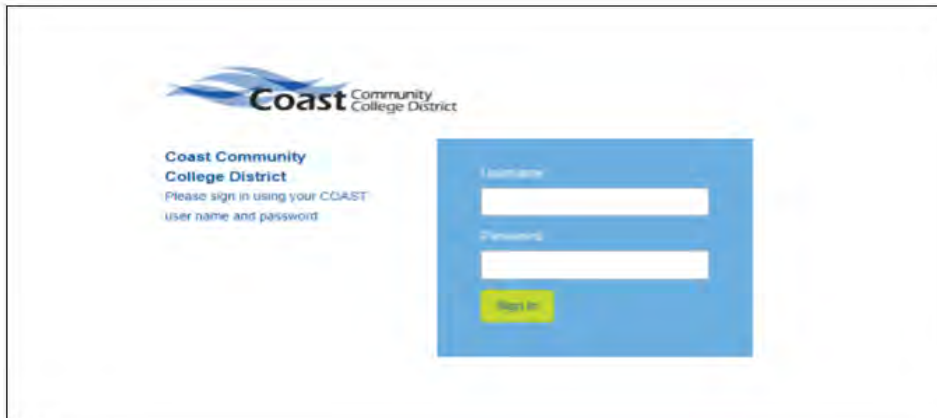 Coast Community
College District
Coast Community
College District
Please sign in using your COAST
user name and password
Username
Password
Sign In